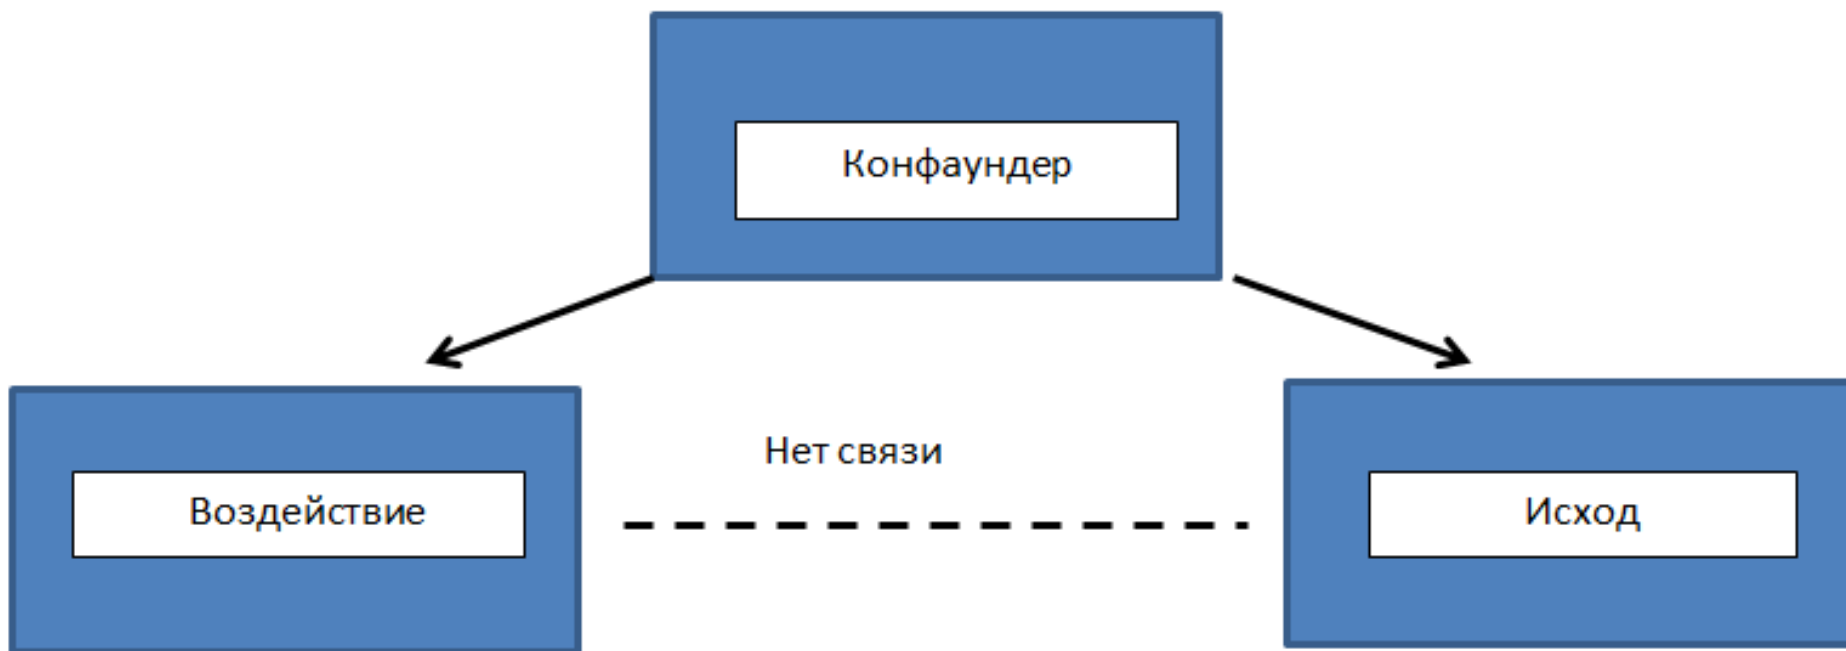 Конфаундер
Нет связи
Воздействие
Исход